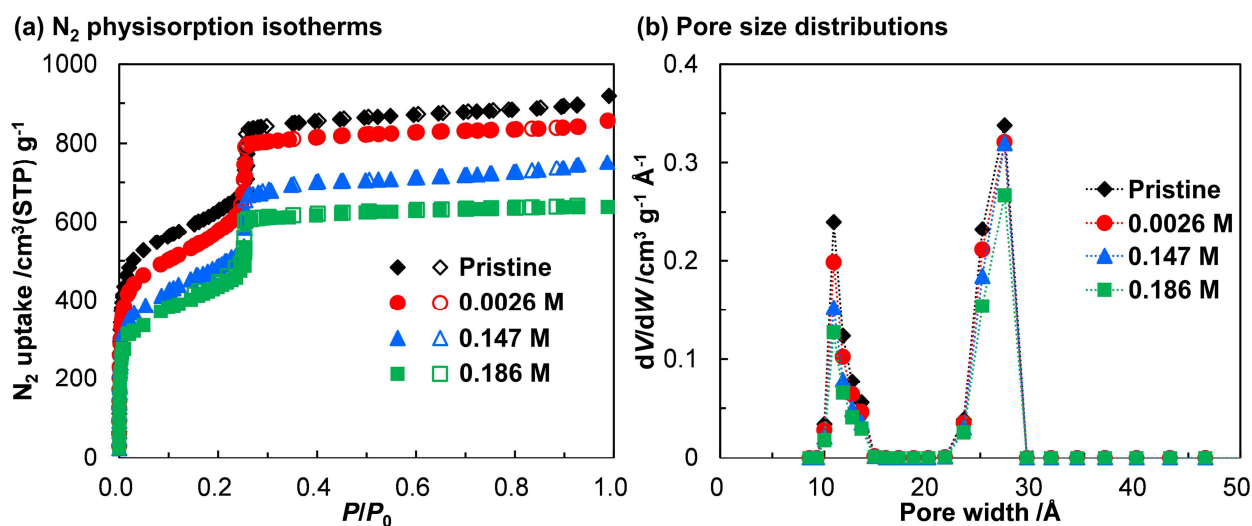 (a) N₂ physisorption isotherms
N₂ uptake /cm³(STP) g⁻¹
1000
800
600
400
200
0
0.0 0.2 0.4 0.6 0.8 1.0
P/P₀
Pristine
0.0026 M
0.147 M
0.186 M
(b) Pore size distributions
dV/dW /cm³ g⁻¹ Å⁻¹
0.4
0.3
0.2
0.1
0
0 10 20 30 40 50
Pore width /Å
Pristine
0.0026 M
0.147 M
0.186 M